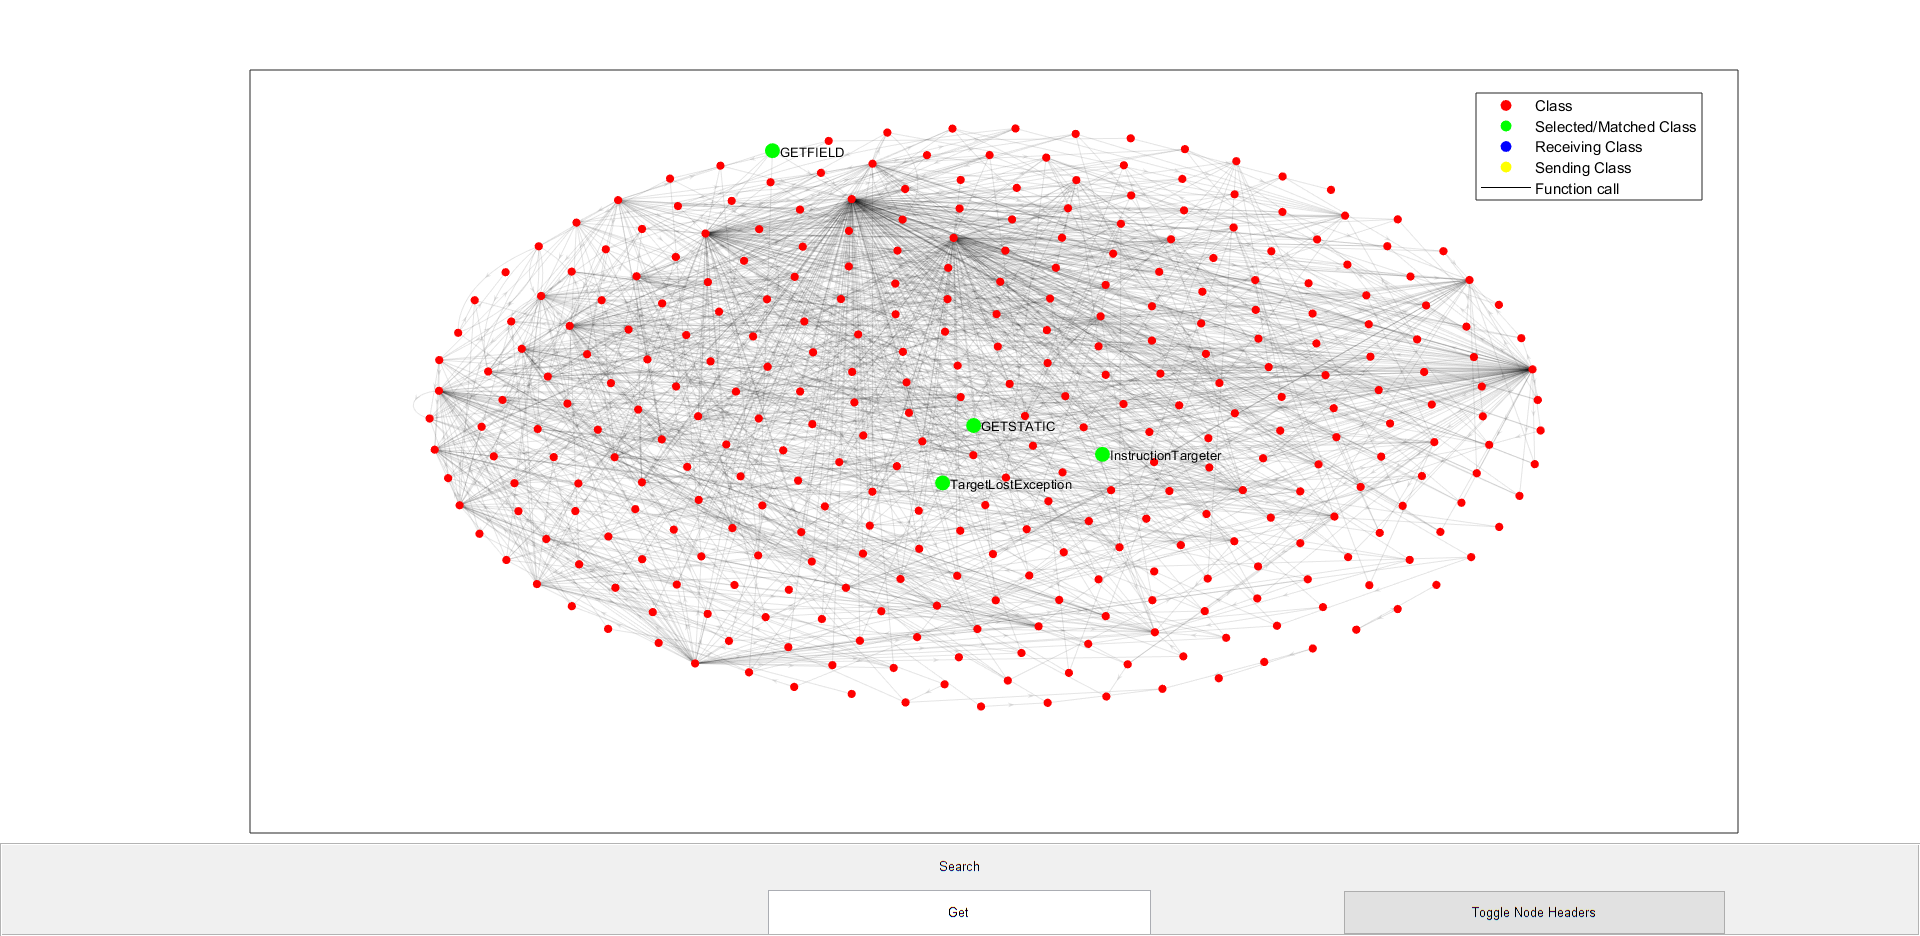 Class
Selected/Matched Class
Receiving Class
Sending Class
Function call
GETFIELD
GETSTATIC
InstructionTargeter
TargetLostException
Search
Get
Toggle Node Headers